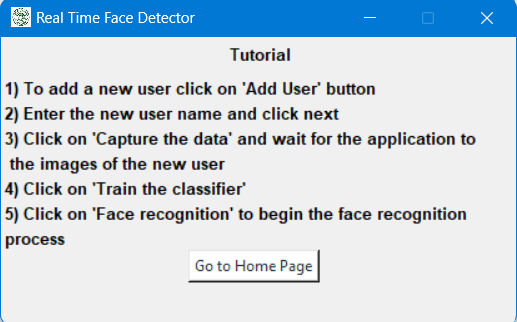 Real Time Face Detector
Tutorial
1) To add a new user click on 'Add User' button
2) Enter the new user name and click next
3) Click on 'Capture the data' and wait for the application to
the images of the new user
4) Click on 'Train the classifier'
5) Click on 'Face recognition' to begin the face recognition
process
Go to Home Page